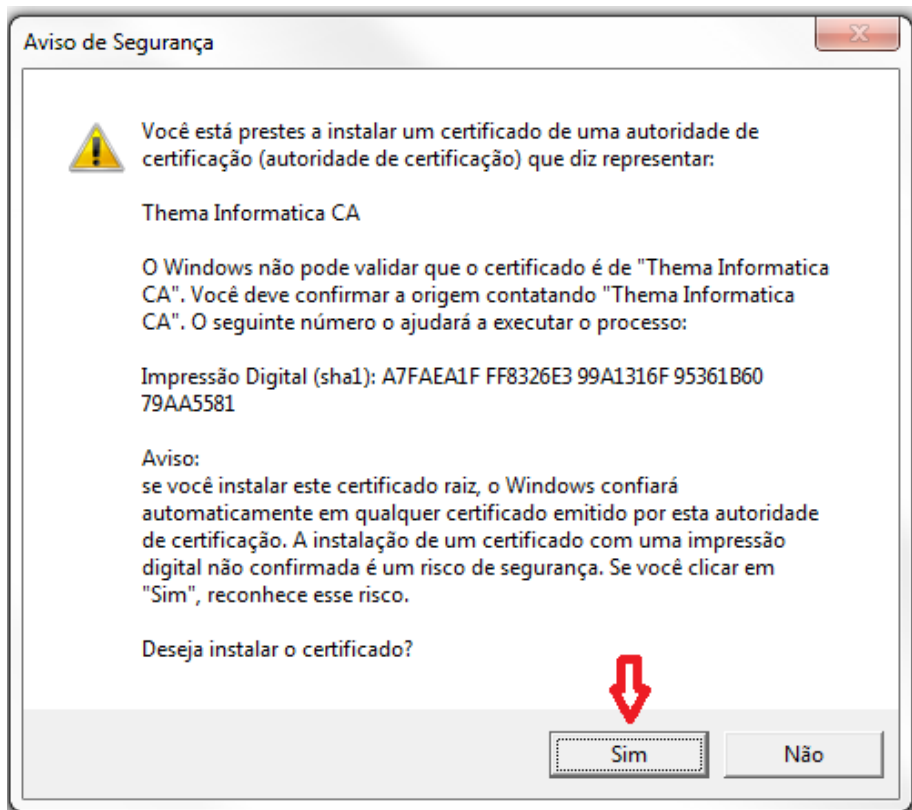 Aviso de Segurança
Você está prestes a instalar um certificado de uma autoridade de
certificação (autoridade de certificação) que diz representar:
Thema Informatica CA
O Windows não pode validar que o certificado é de "Thema Informatica
CA". Você deve confirmar a origem contatando "Thema Informatica
CA". O seguinte número o ajudará a executar o processo:
Impressão Digital (sha1): A7FAEA1F FF8326E3 99A1316F 95361B60
79AA5581
Aviso:
se você instalar este certificado raiz, o Windows confiará
automaticamente em qualquer certificado emitido por esta autoridade
de certificação. A instalação de um certificado com uma impressão
digital não confirmada é um risco de segurança. Se você clicar em
"Sim", reconhece esse risco.
Deseja instalar o certificado?
Sim
Não